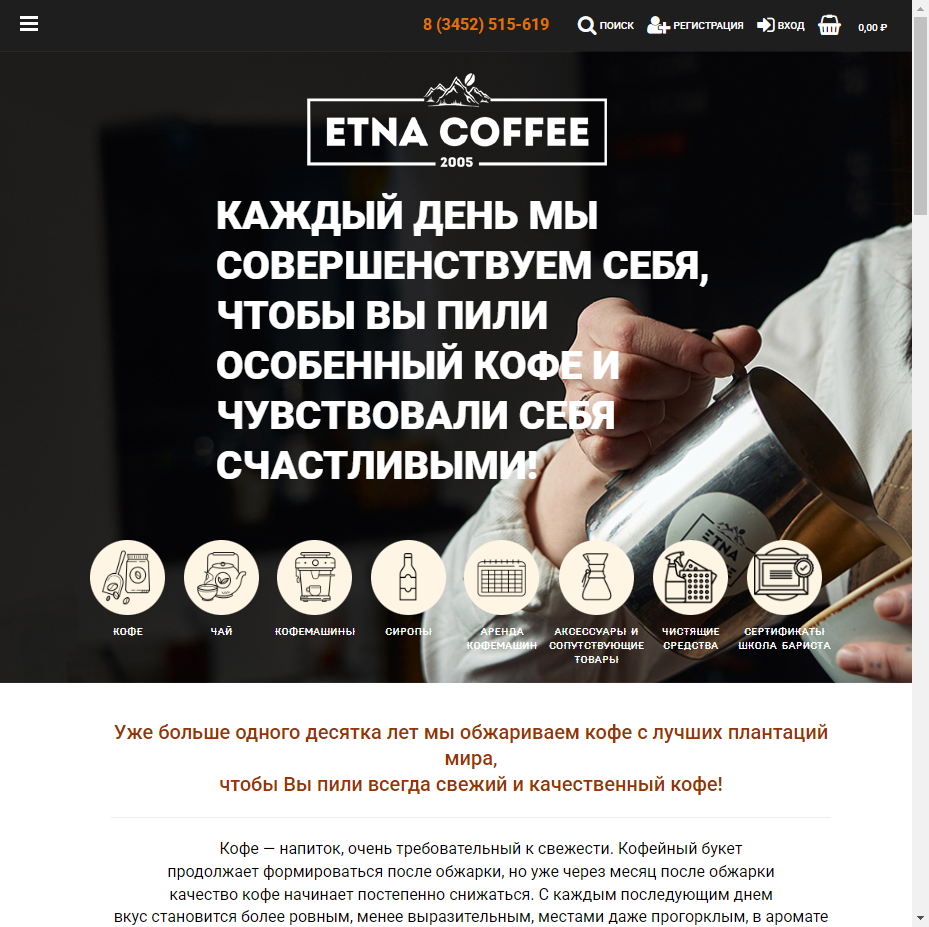 8 (3452) 515-619 ПОИСК РЕГИСТРАЦИЯ ВХОД 0,00 ₽
ETNA COFFEE
2005
КАЖДЫЙ ДЕНЬ МЫ
СОВЕРШЕНСТВУЕМ СЕБЯ,
ЧТОБЫ ВЫ ПИЛИ
ОСОБЕННЫЙ КОФЕ И
ЧУВСТВОВАЛИ СЕБЯ
СЧАСТЛИВЫМИ!
ETNA
КОФЕ
ЧАЙ
КОФЕМАШИНЫ
СИРОПЫ
АРЕНДА
КОФЕМАШИН
АКСЕССУАРЫ И
СОПУТСТВУЮЩИЕ
ТОВАРЫ
ЧИСТЯЩИЕ
СРЕДСТВА
СЕРТИФИКАТЫ
ШКОЛА БАРИСТА
Уже больше одного десятка лет мы обжариваем кофе с лучших плантаций
мира,
чтобы Вы пили всегда свежий и качественный кофе!
Кофе — напиток, очень требовательный к свежести. Кофейный букет
продолжает формироваться после обжарки, но уже через месяц после обжарки
качество кофе начинает постепенно снижаться. С каждым последующим днем
вкус становится более ровным, менее выразительным, местами даже прогорклым, в аромате